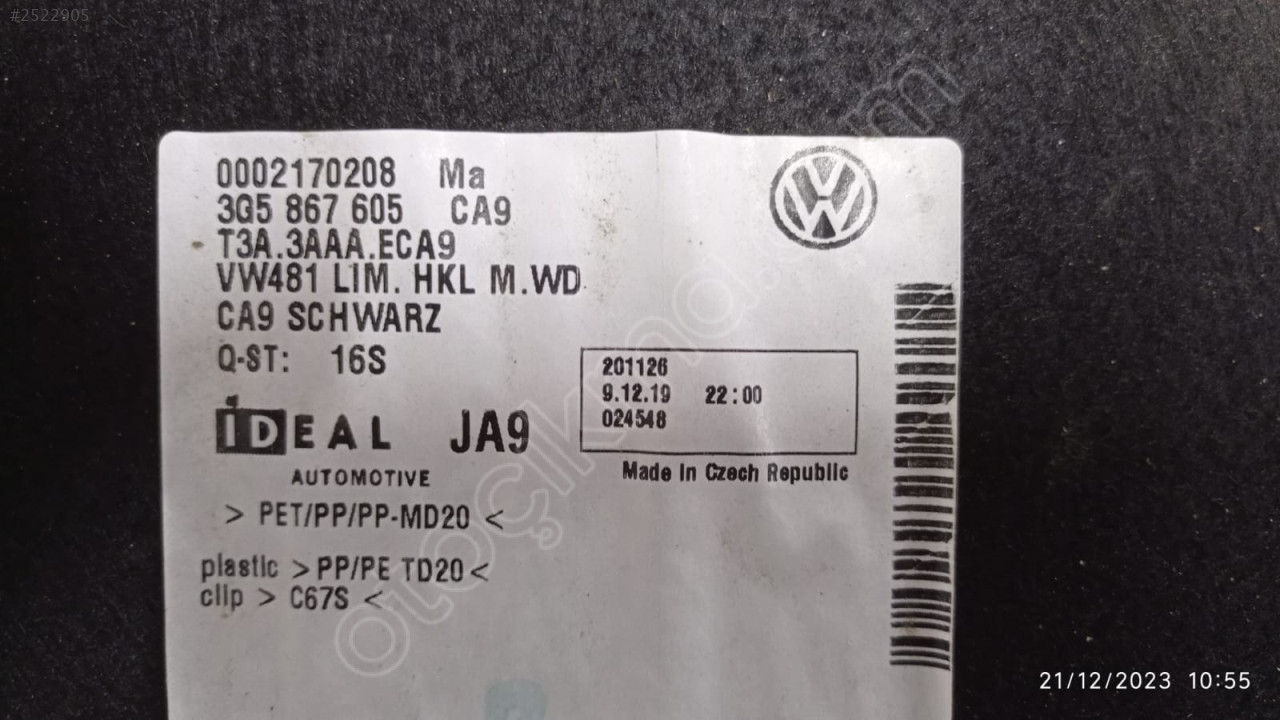 #2522905
0002170208 Ma
3G5 867 605 CA9
T3A.3AAA.ECA9
VW481 LIM. HKL M.WD
CA9 SCHWARZ
Q-ST: 16S
201126
9.12.19 22:00
024548
iDEAL JA9
AUTOMOTIVE
Made in Czech Republic
> PET/PP/PP-MD20 <
plastic >PP/PE TD20<
clip > C67S <
otoçıkma.com
21/12/2023 10:55